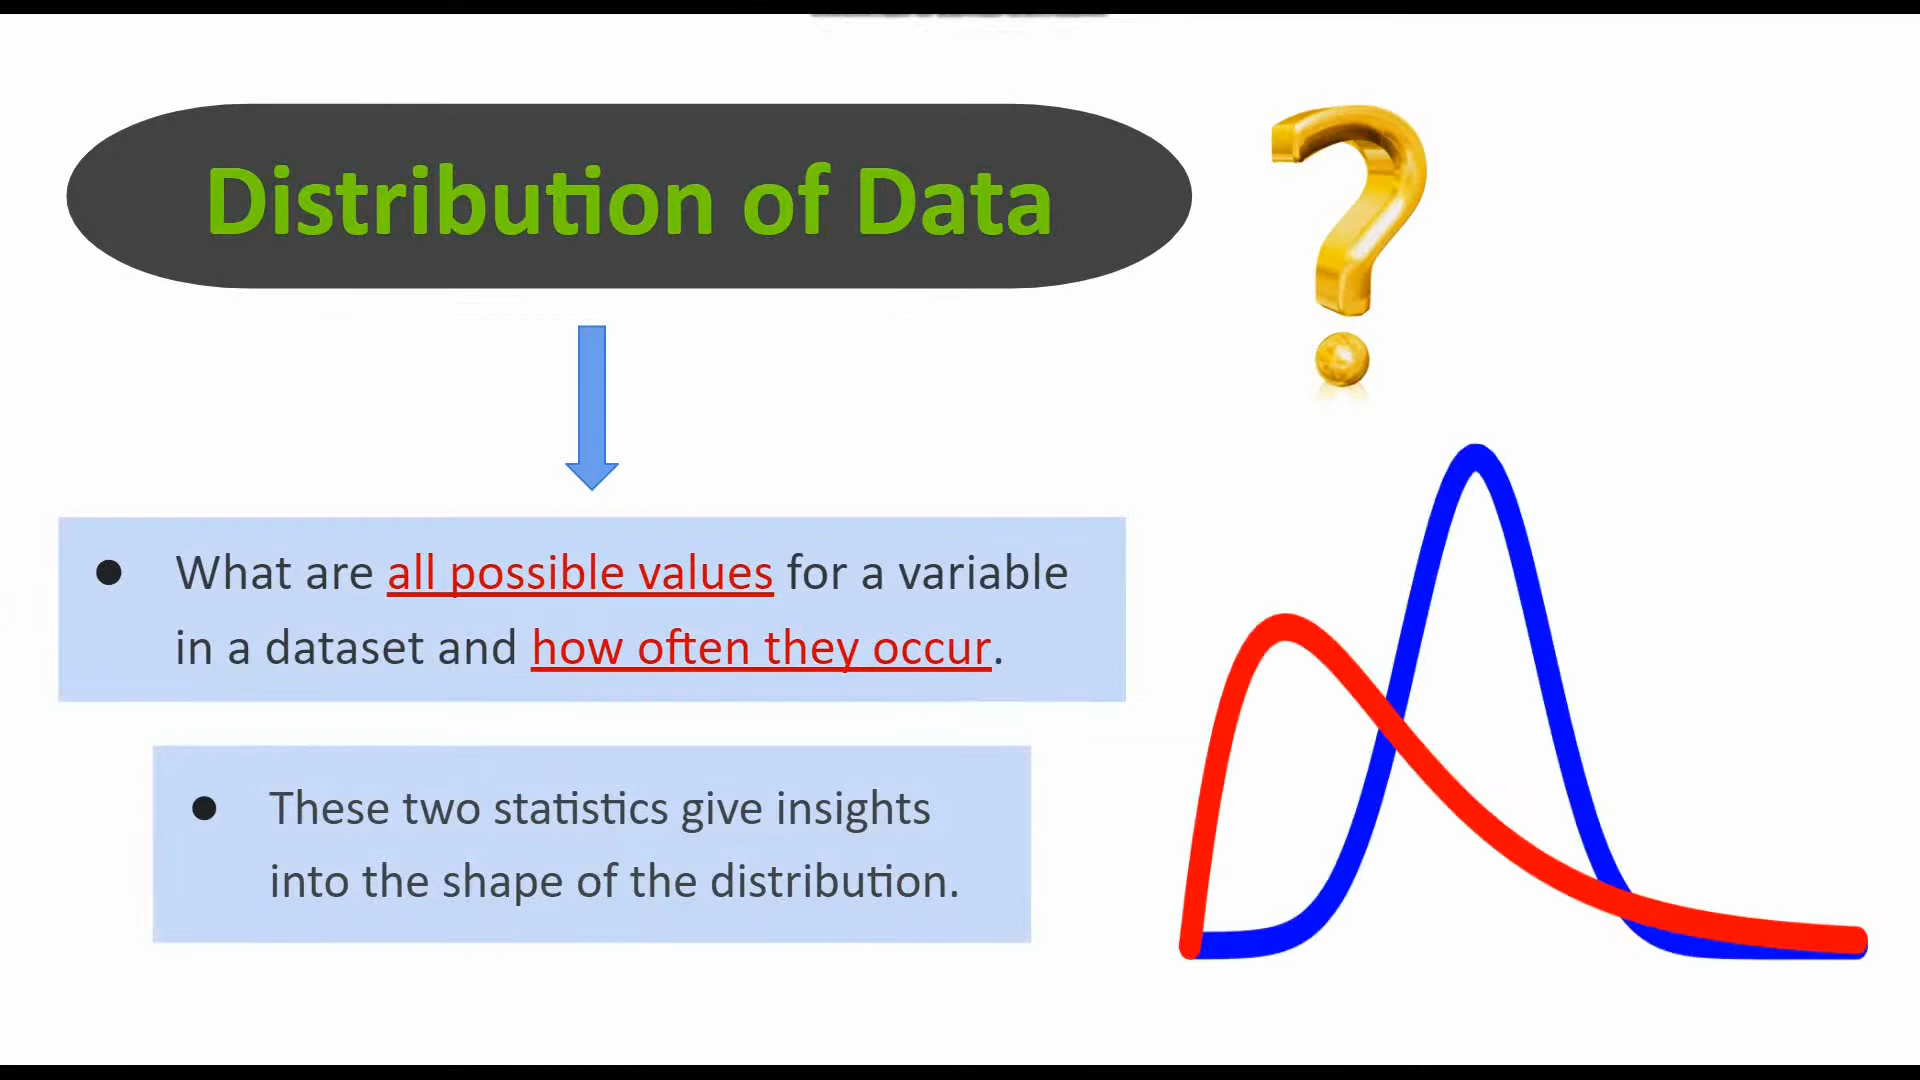 Distribution of Data
● What are all possible values for a variable
in a dataset and how often they occur.
● These two statistics give insights
into the shape of the distribution.